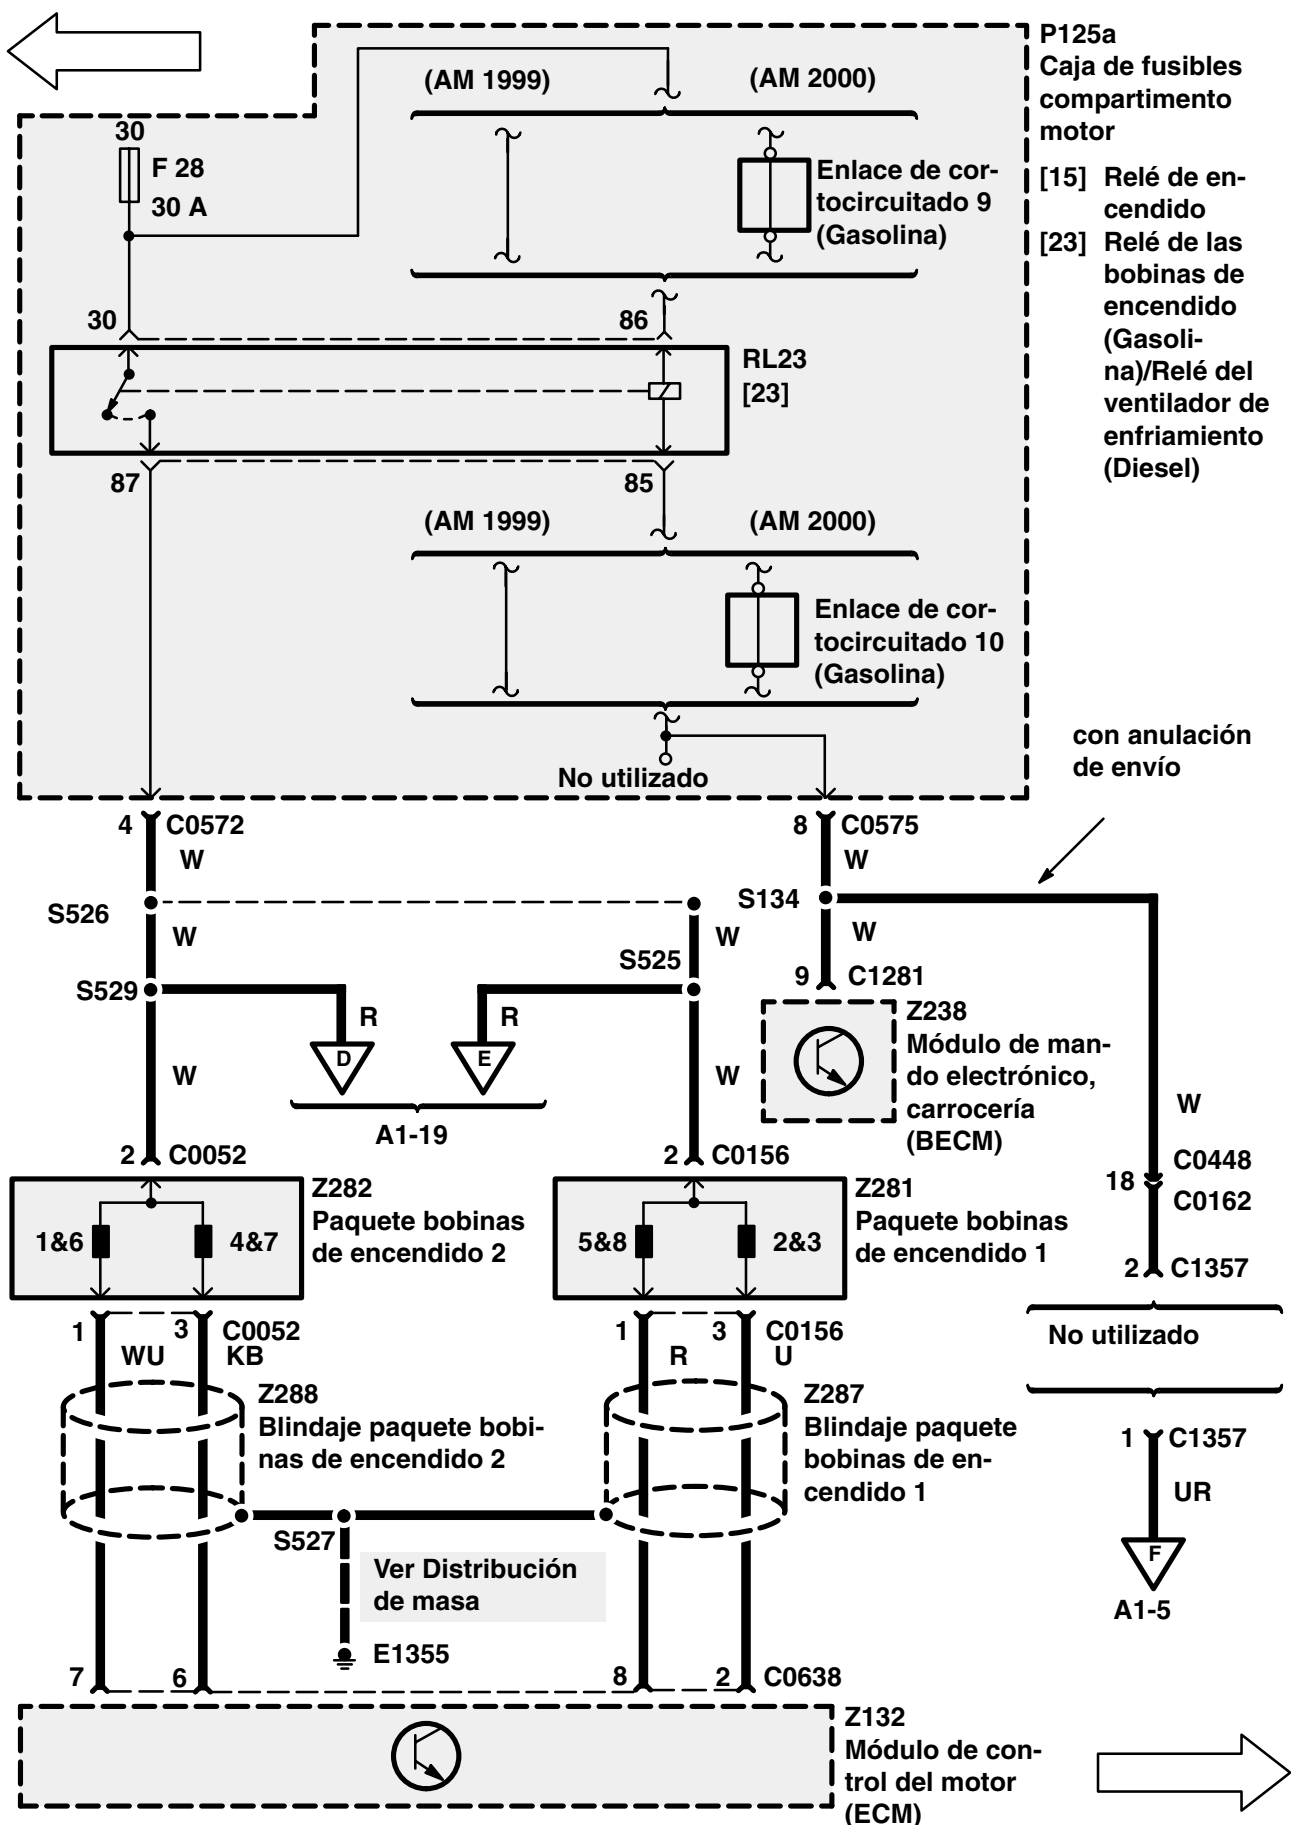 P125a
Caja de fusibles
compartimento
motor
[15] Relé de en-
cendido
[23] Relé de las
bobinas de
encendido
(Gasoli-
na)/Relé del
ventilador de
enfriamiento
(Diesel)
(AM 1999)
(AM 2000)
30
F 28
30 A
Enlace de cor-
tocircuitado 9
(Gasolina)
30
86
RL23
[23]
87
85
(AM 1999)
(AM 2000)
Enlace de cor-
tocircuitado 10
(Gasolina)
No utilizado
con anulación
de envío
4 C0572
W
8 C0575
W
S526
W
W
S134
W
S529
R
D
R
E
S525
9 C1281
Z238
Módulo de man-
do electrónico,
carrocería
(BECM)
W
W
A1-19
W
2 C0052
2 C0156
18
C0448
C0162
Z282
Paquete bobinas
de encendido 2
1&6
4&7
Z281
Paquete bobinas
de encendido 1
5&8
2&3
2 C1357
No utilizado
1
3
C0052
WU
KB
1
3
C0156
R
U
Z288
Blindaje paquete bobi-
nas de encendido 2
Z287
Blindaje paquete
bobinas de en-
cendido 1
1 C1357
UR
F
A1-5
S527
Ver Distribución
de masa
E1355
7
6
8
2
C0638
Z132
Módulo de con-
trol del motor
(ECM)